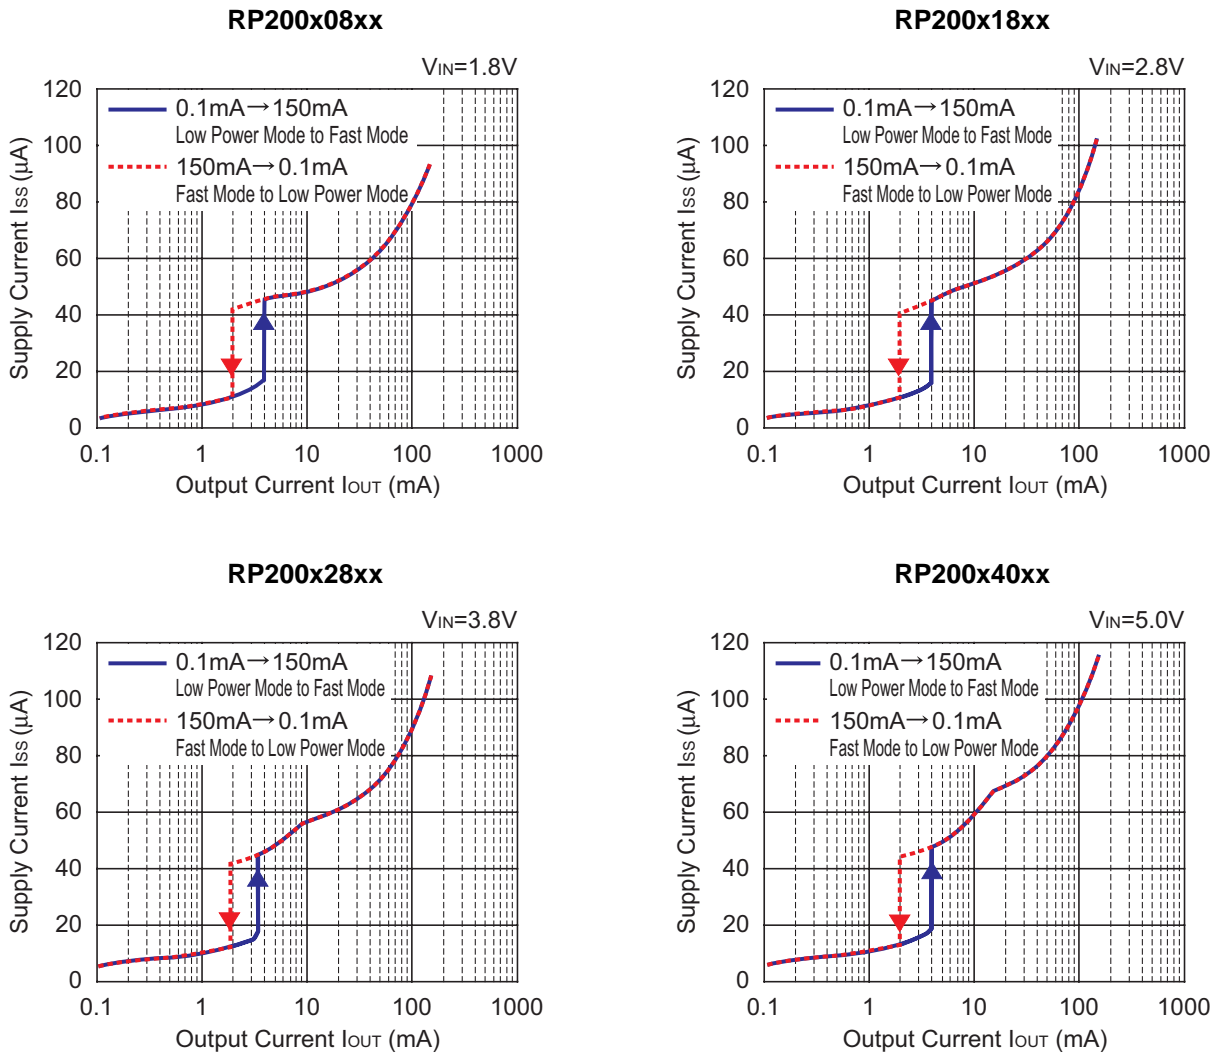 RP200x08xx
VIN=1.8V
120
100
80
60
40
20
0
Supply Current ISS (µA)
0.1mA→150mA
Low Power Mode to Fast Mode
150mA→0.1mA
Fast Mode to Low Power Mode
0.1 1 10 100 1000
Output Current IOUT (mA)
RP200x18xx
VIN=2.8V
120
100
80
60
40
20
0
Supply Current ISS (µA)
0.1mA→150mA
Low Power Mode to Fast Mode
150mA→0.1mA
Fast Mode to Low Power Mode
0.1 1 10 100 1000
Output Current IOUT (mA)
RP200x28xx
VIN=3.8V
120
100
80
60
40
20
0
Supply Current ISS (µA)
0.1mA→150mA
Low Power Mode to Fast Mode
150mA→0.1mA
Fast Mode to Low Power Mode
0.1 1 10 100 1000
Output Current IOUT (mA)
RP200x40xx
VIN=5.0V
120
100
80
60
40
20
0
Supply Current ISS (µA)
0.1mA→150mA
Low Power Mode to Fast Mode
150mA→0.1mA
Fast Mode to Low Power Mode
0.1 1 10 100 1000
Output Current IOUT (mA)